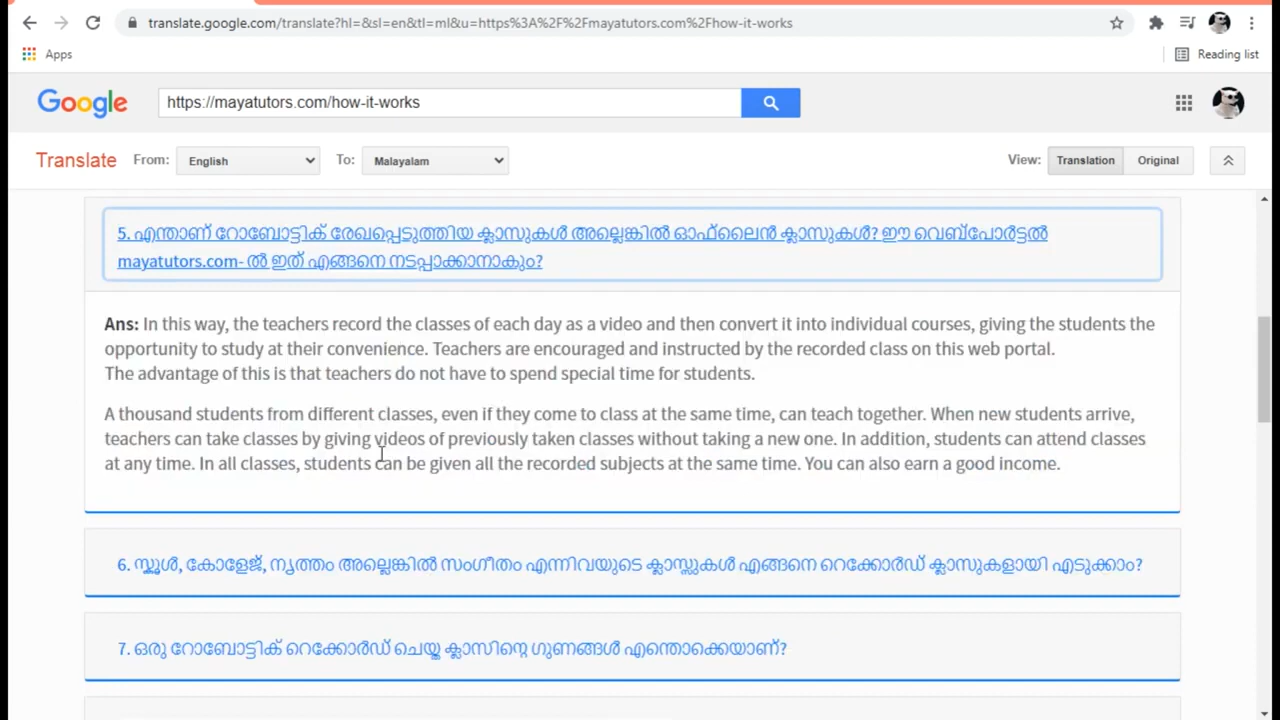 translate.google.com/translate?hl=&sl=en&tl=ml&u=https%3A%2F%2Fmayatutors.com%2Fhow-it-works
Apps
Reading list
Google
https://mayatutors.com/how-it-works
Translate From: English To: Malayalam View: Translation Original
5. എന്താണ് റോബോട്ടിക് രേഖപ്പെടുത്തിയ ക്ലാസുകൾ അല്ലെങ്കിൽ ഓഫ്‌ലൈൻ ക്ലാസുകൾ? ഈ വെബ്‌പോർട്ടൽ
mayatutors.com- ൽ ഇത് എങ്ങനെ നടപ്പാക്കാനാകും?
Ans: In this way, the teachers record the classes of each day as a video and then convert it into individual courses, giving the students the
opportunity to study at their convenience. Teachers are encouraged and instructed by the recorded class on this web portal.
The advantage of this is that teachers do not have to spend special time for students.
A thousand students from different classes, even if they come to class at the same time, can teach together. When new students arrive,
teachers can take classes by giving videos of previously taken classes without taking a new one. In addition, students can attend classes
at any time. In all classes, students can be given all the recorded subjects at the same time. You can also earn a good income.
6. സ്കൂൾ, കോളേജ്, നൃത്തം അല്ലെങ്കിൽ സംഗീതം എന്നിവയുടെ ക്ലാസ്സുകൾ എങ്ങനെ റെക്കോർഡ് ക്ലാസുകളായി എടുക്കാം?
7. ഒരു റോബോട്ടിക് റെക്കോർഡ് ചെയ്ത ക്ലാസിന്റെ ഗുണങ്ങൾ എന്തൊക്കെയാണ്?